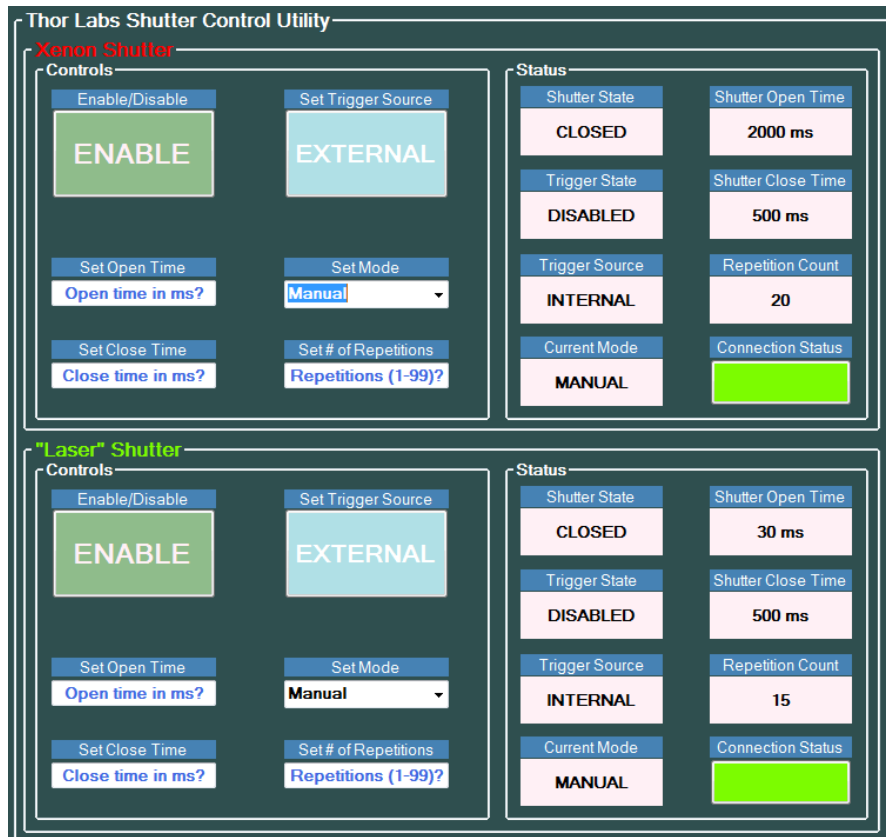 Thor Labs Shutter Control Utility
Xenon Shutter
Controls
Enable/Disable
Set Trigger Source
ENABLE
EXTERNAL
Set Open Time
Set Mode
Open time in ms?
Manual
Set Close Time
Set # of Repetitions
Close time in ms?
Repetitions (1-99)?
Status
Shutter State
Shutter Open Time
CLOSED
2000 ms
Trigger State
Shutter Close Time
DISABLED
500 ms
Trigger Source
Repetition Count
INTERNAL
20
Current Mode
Connection Status
MANUAL
"Laser" Shutter
Controls
Enable/Disable
Set Trigger Source
ENABLE
EXTERNAL
Set Open Time
Set Mode
Open time in ms?
Manual
Set Close Time
Set # of Repetitions
Close time in ms?
Repetitions (1-99)?
Status
Shutter State
Shutter Open Time
CLOSED
30 ms
Trigger State
Shutter Close Time
DISABLED
500 ms
Trigger Source
Repetition Count
INTERNAL
15
Current Mode
Connection Status
MANUAL